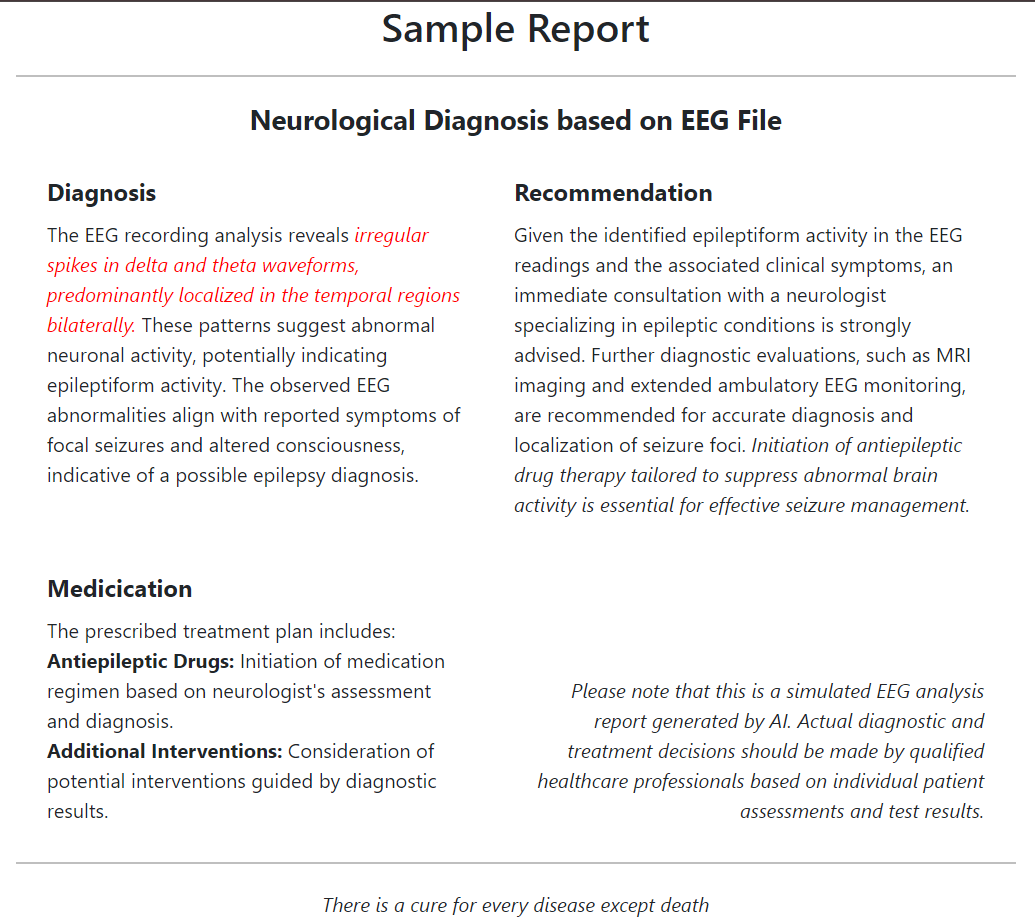 Sample Report
Neurological Diagnosis based on EEG File
Diagnosis
The EEG recording analysis reveals irregular
spikes in delta and theta waveforms,
predominantly localized in the temporal regions
bilaterally. These patterns suggest abnormal
neuronal activity, potentially indicating
epileptiform activity. The observed EEG
abnormalities align with reported symptoms of
focal seizures and altered consciousness,
indicative of a possible epilepsy diagnosis.
Recommendation
Given the identified epileptiform activity in the EEG
readings and the associated clinical symptoms, an
immediate consultation with a neurologist
specializing in epileptic conditions is strongly
advised. Further diagnostic evaluations, such as MRI
imaging and extended ambulatory EEG monitoring,
are recommended for accurate diagnosis and
localization of seizure foci. Initiation of antiepileptic
drug therapy tailored to suppress abnormal brain
activity is essential for effective seizure management.
Medicication
The prescribed treatment plan includes:
Antiepileptic Drugs: Initiation of medication
regimen based on neurologist's assessment
and diagnosis.
Additional Interventions: Consideration of
potential interventions guided by diagnostic
results.
Please note that this is a simulated EEG analysis
report generated by AI. Actual diagnostic and
treatment decisions should be made by qualified
healthcare professionals based on individual patient
assessments and test results.
There is a cure for every disease except death